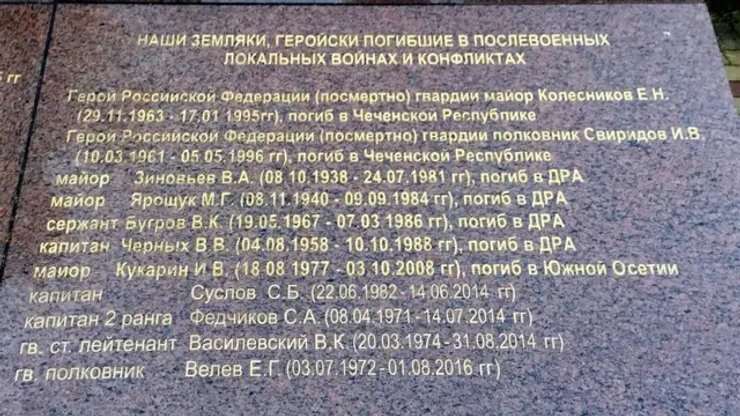 НАШИ ЗЕМЛЯКИ, ГЕРОЙСКИ ПОГИБШИЕ В ПОСЛЕВОЕННЫХ
ЛОКАЛЬНЫХ ВОЙНАХ И КОНФЛИКТАХ
Герой Российской Федерации (посмертно) гвардии майор Колесников Е.Н.
(29.11.1963 - 17.01 1995гг), погиб в Чеченской Республике
Герой Российской Федерации (посмертно) гвардии полковник Свиридов И.В.
(10.03.1961 - 05.05.1996 гг), погиб в Чеченской Республике
майор Зиновьев В.А. (08.10.1938 - 24.07.1981 гг), погиб в ДРА
майор Ярощук М.Г. (08.11.1940 - 09.09.1984 гг), погиб в ДРА
сержант Бугров В.К. (19.05.1967 - 07.03.1986 гг), погиб в ДРА
капитан Черных В.В. (04.08.1958 - 10.10.1988 гг), погиб в ДРА
майор Кукарин И В. (18 08 1977 - 03.10.2008 гг), погиб в Южной Осетии
капитан Суслов С.Б. (22.06.1982 - 14.06.2014 гг)
капитан 2 ранга Федчиков С.А. (08.04.1971 - 14.07.2014 гг)
гв. ст. лейтенант Василевский В.К. (20.03.1974 - 31.08.2014 гг)
гв. полковник Велев Е.Г. (03.07.1972 - 01.08.2016 гг)
гг